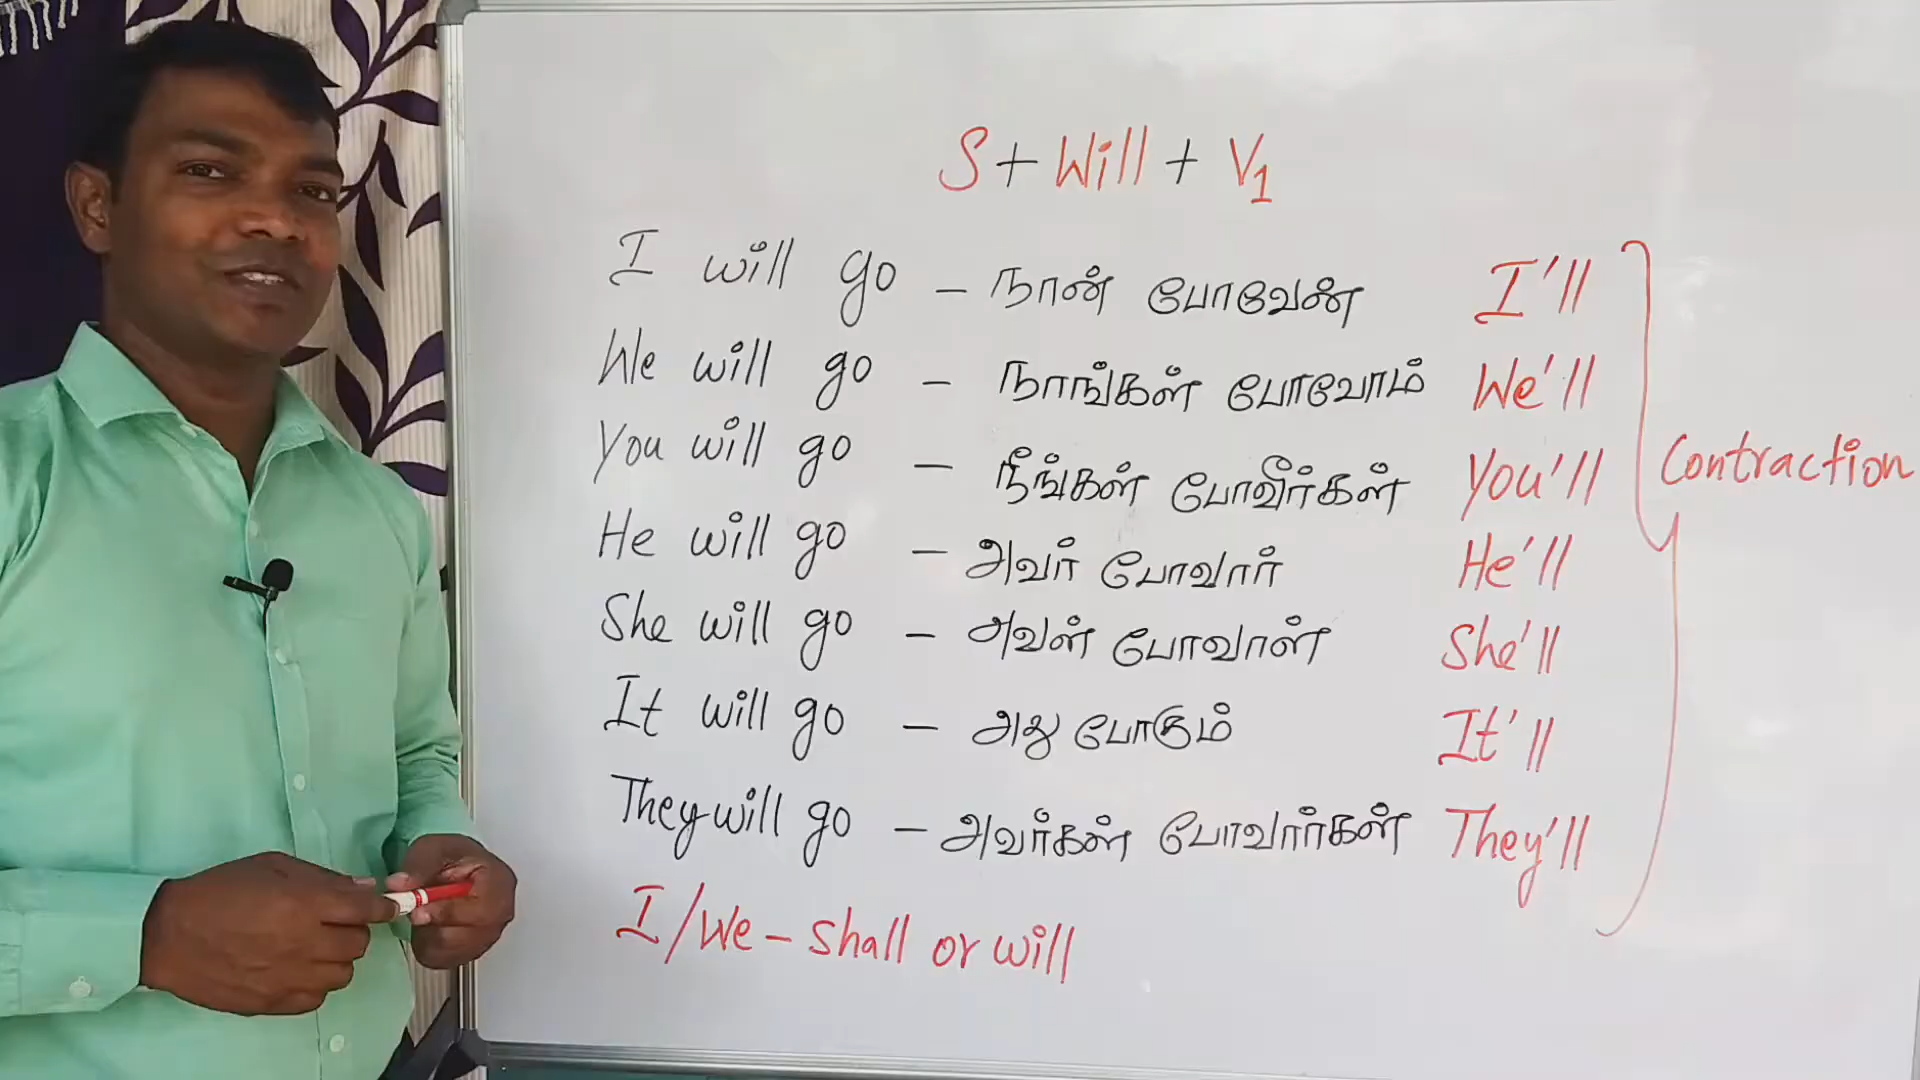 S + Will + V1
I will go - நான் போவேன் I'll
We will go - நாங்கள் போவோம் We'll
You will go - நீங்கள் போவீர்கள் You'll
Contraction
He will go - அவர் போவார் He'll
She will go - அவள் போவாள் She'll
It will go - அது போகும் It'll
They will go - அவர்கள் போவார்கள் They'll
I/We - shall or will